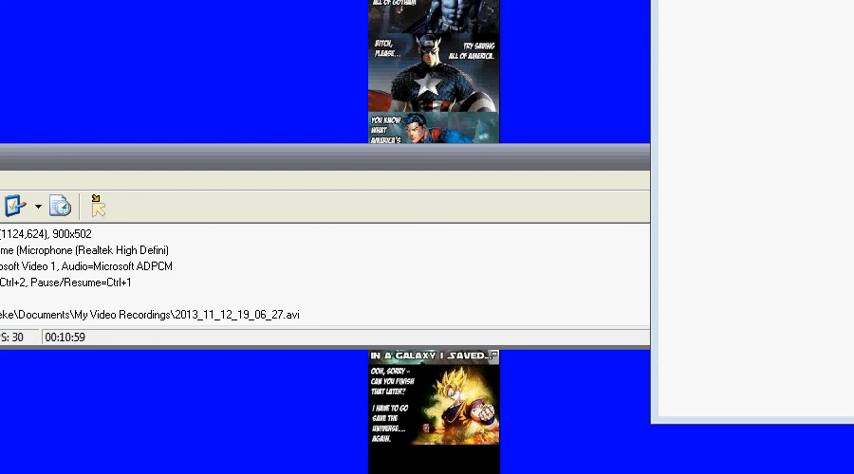 ALL OF GOTHAM
BITCH,
PLEASE...
TRY SAVING
ALL OF AMERICA.
YOU KNOW
WHAT
AMERICA'S
(1124,624), 900x502
me (Microphone (Realtek High Defini)
osoft Video 1, Audio=Microsoft ADPCM
Ctrl+2, Pause/Resume=Ctrl+1
eke\Documents\My Video Recordings\2013_11_12_19_06_27.avi
PS: 30
00:10:59
IN A GALAXY I SAVED...
OOH, SORRY -
CAN YOU FINISH
THAT LATER?
I HAVE TO GO
SAVE THE
UNIVERSE...
AGAIN.